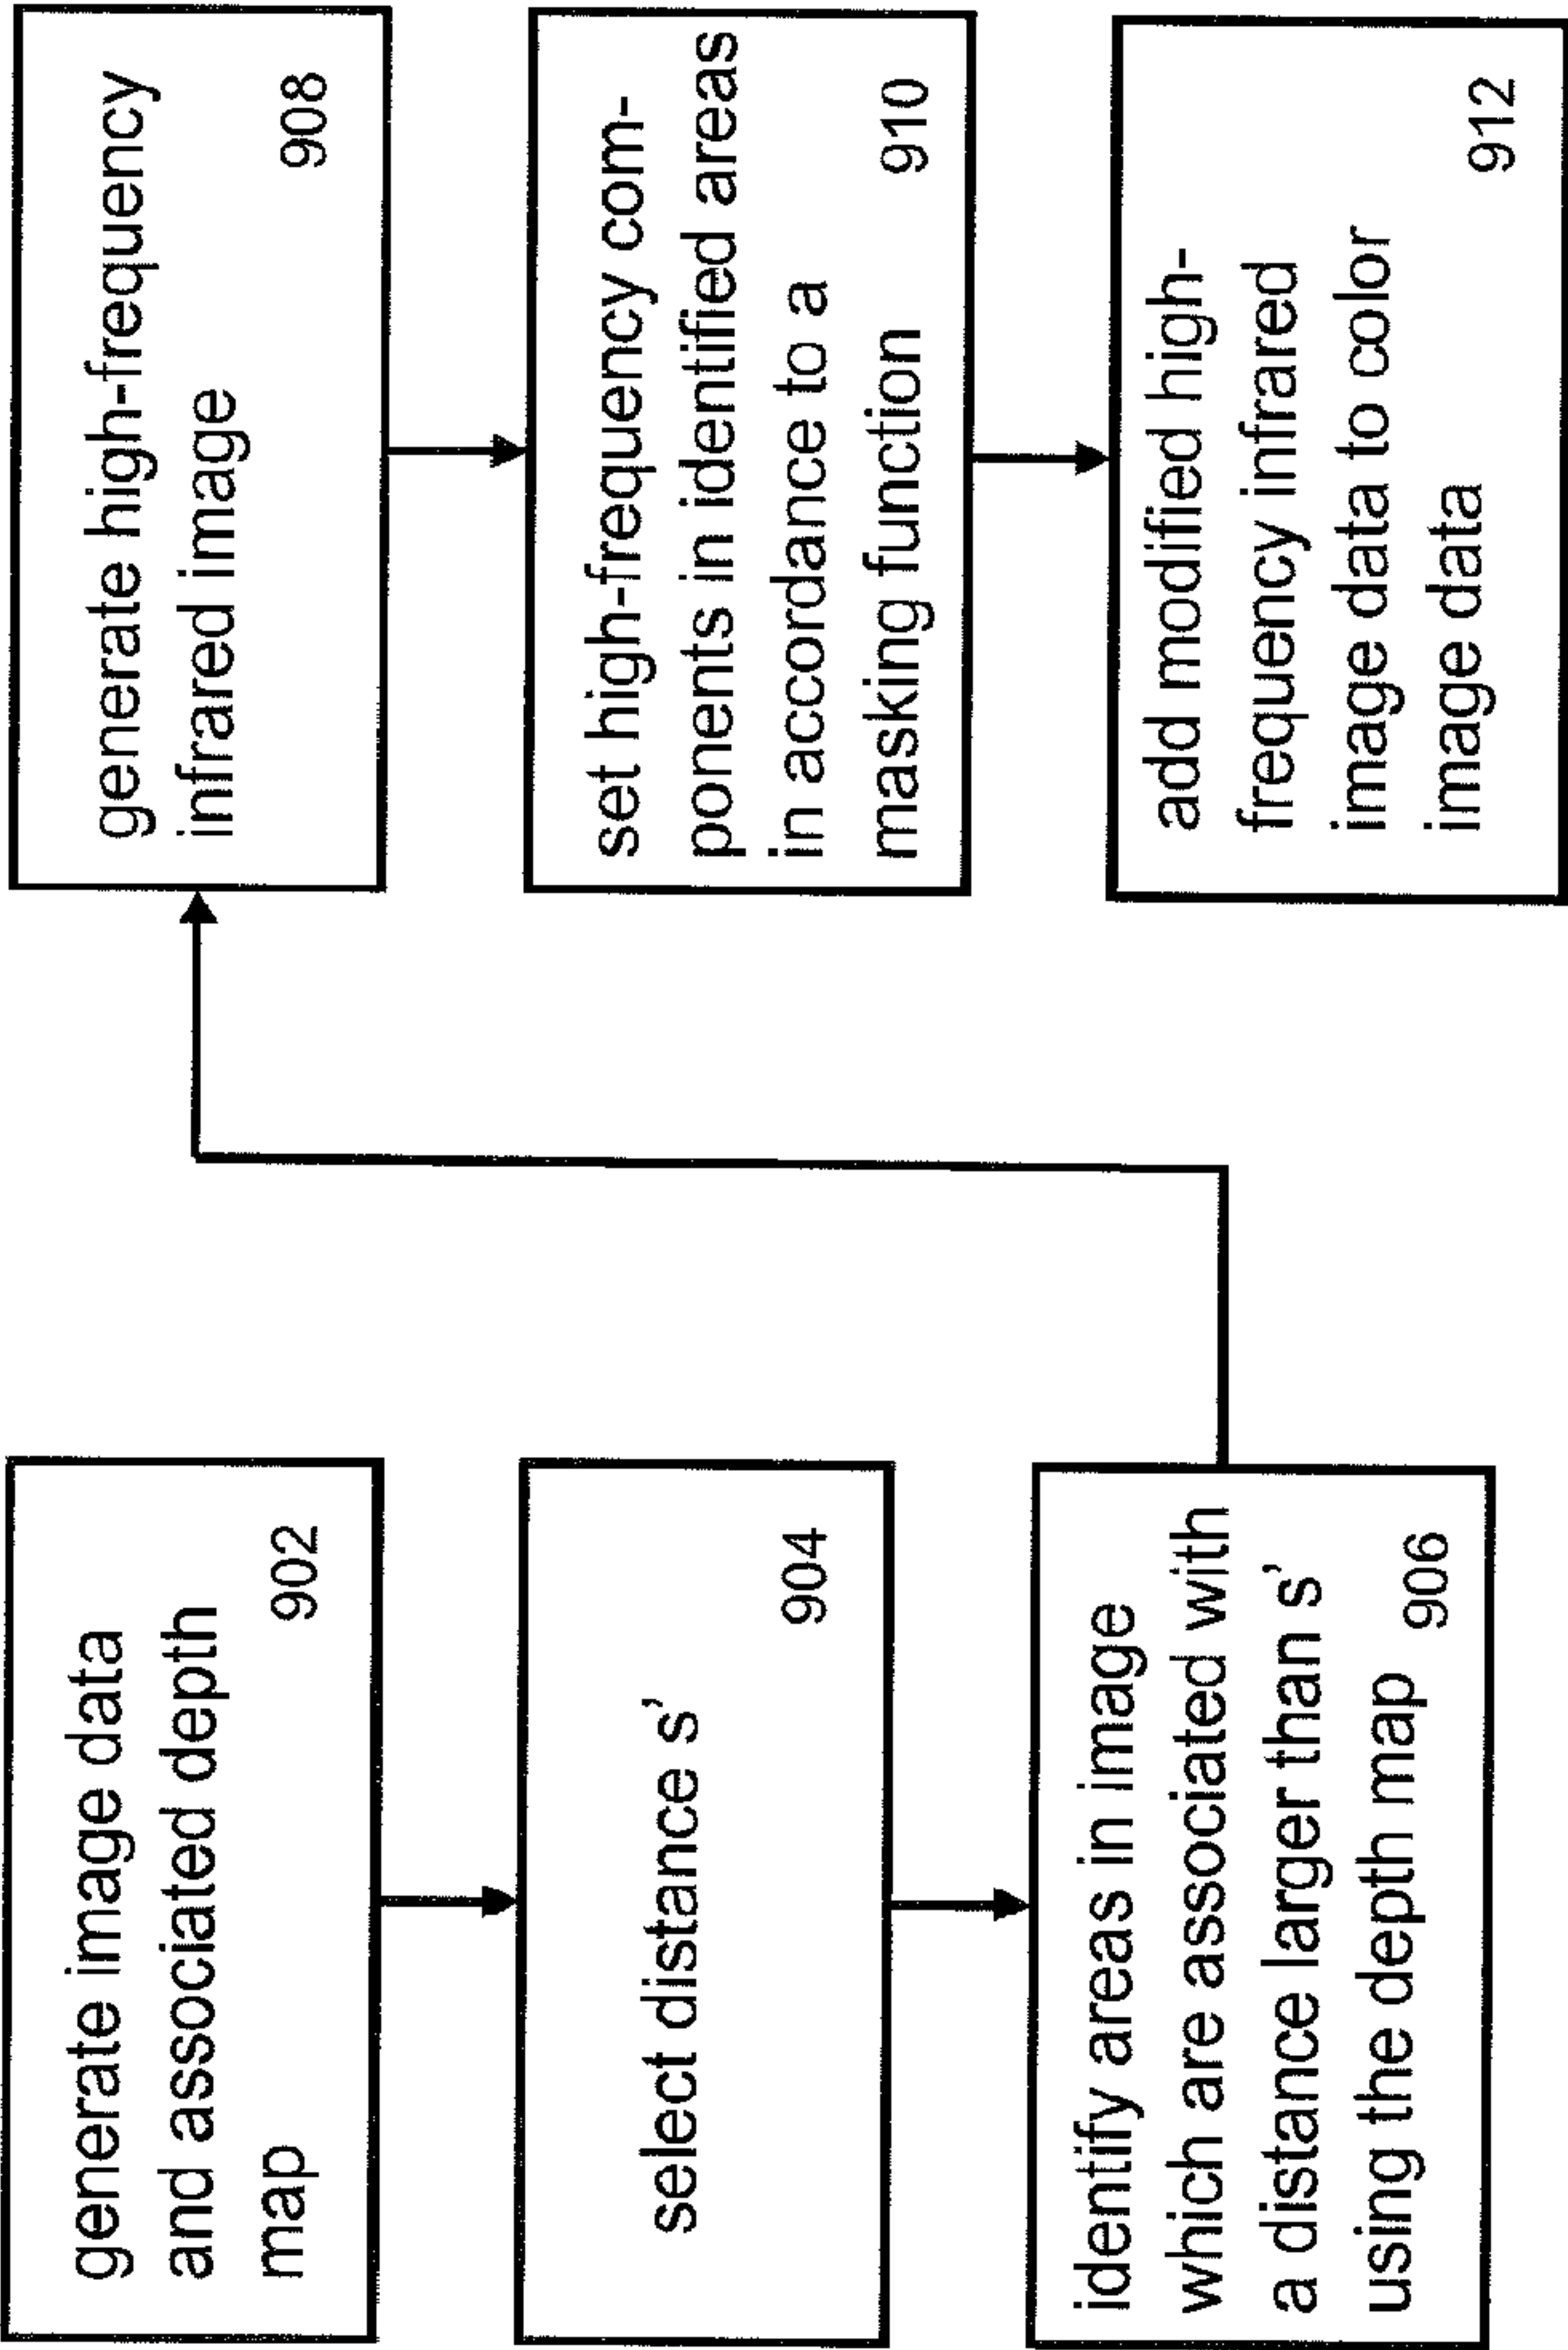 generate image data
and associated depth
map
902
select distance s'
904
identify areas in image
which are associated with
a distance larger than s'
using the depth map
906
generate high-frequency
infrared image
908
set high-frequency com-
ponents in identified areas
in accordance to a
masking function
910
add modified high-
frequency infrared
image data to color
image data
912